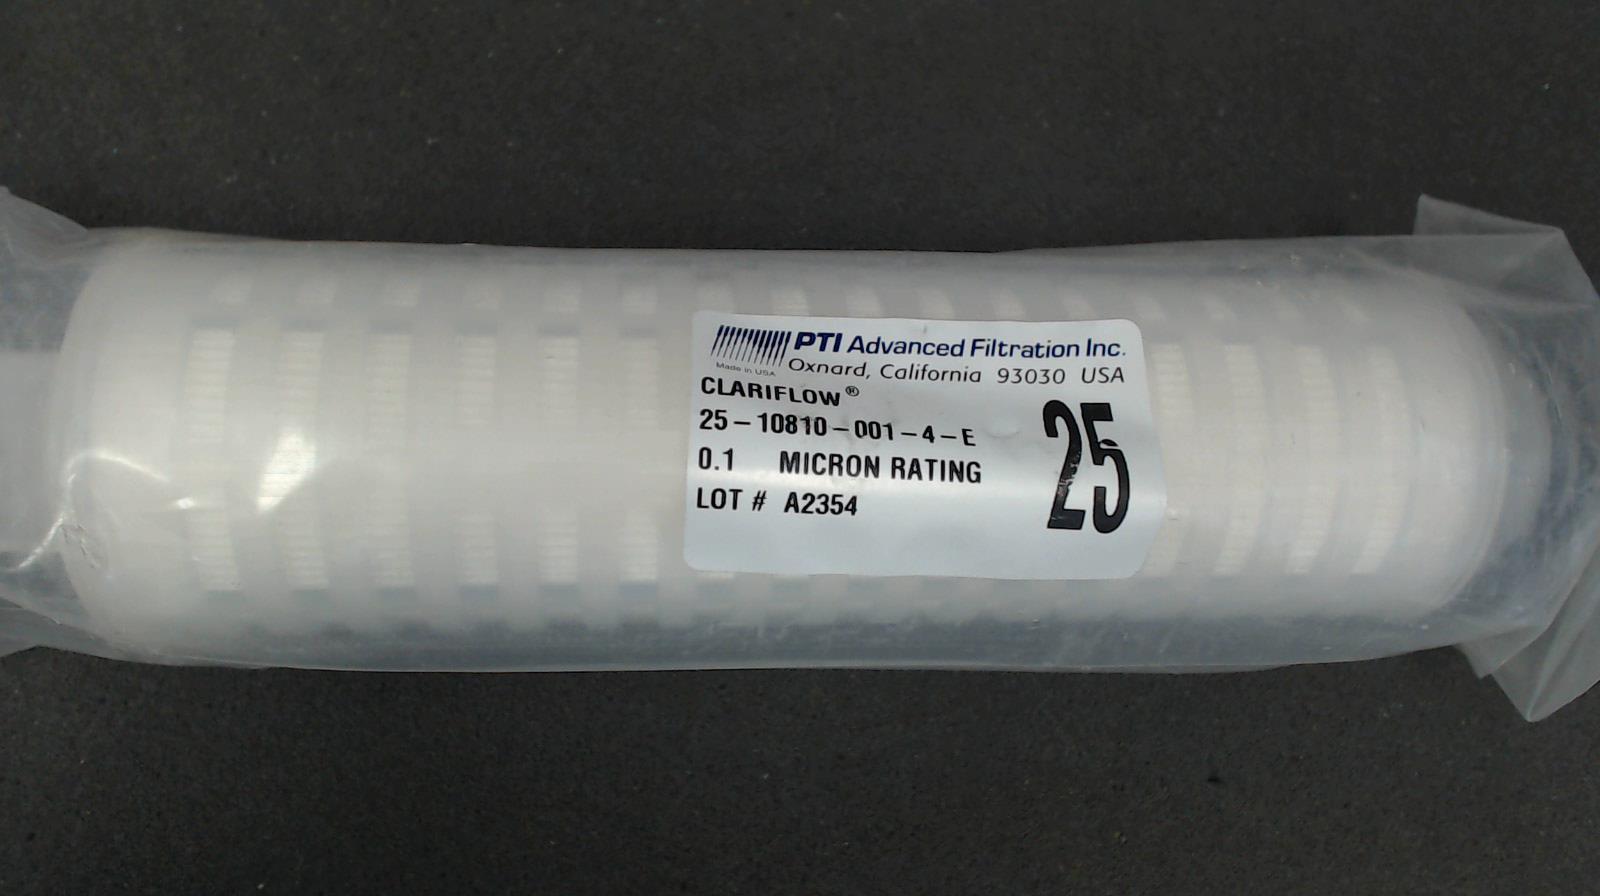 PTI Advanced Filtration Inc.
Made in USA
Oxnard, California 93030 USA
CLARIFLOW®
25-10810-001-4-E
25
0.1 MICRON RATING
LOT # A2354